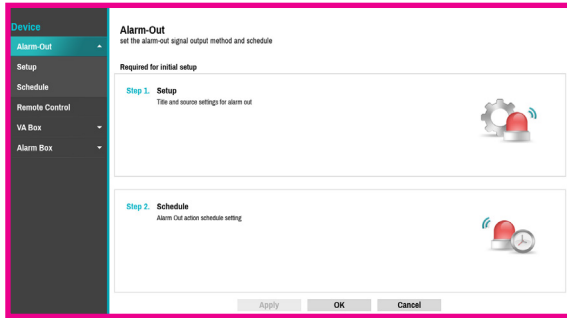 Device
Alarm-Out
Setup
Schedule
Remote Control
VA Box
Alarm Box
Alarm-Out
set the alarm-out signal output method and schedule
Required for initial setup
Step 1. Setup
Title and source settings for alarm out
Step 2. Schedule
Alarm Out action schedule setting
Apply OK Cancel